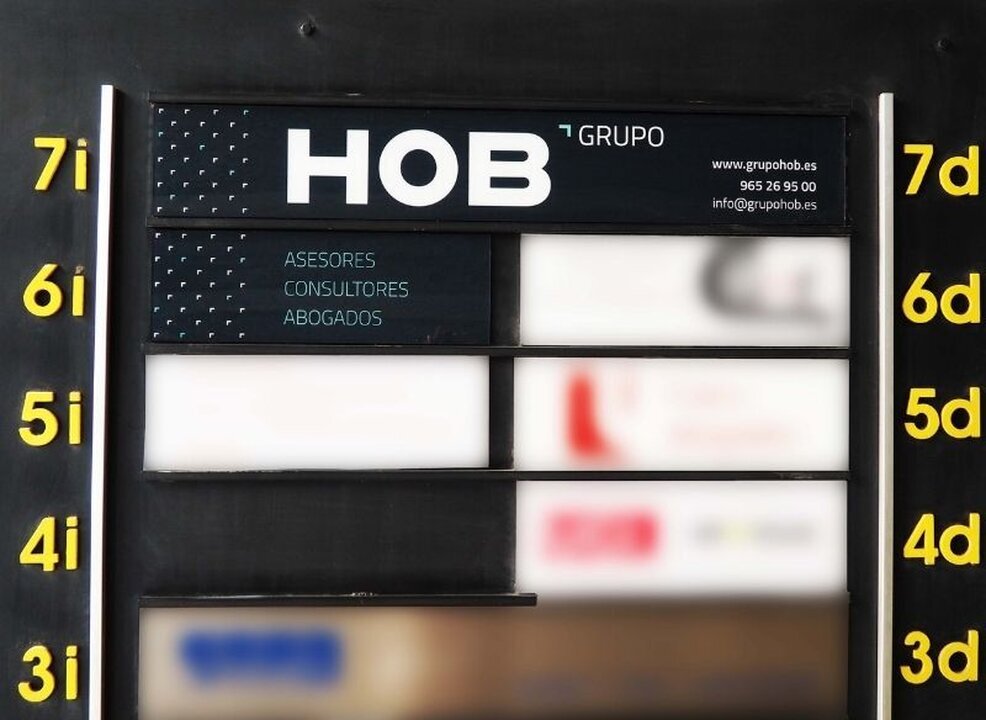 7i
HOB GRUPO
www.grupohob.es
965 26 95 00
info@grupohob.es
7d
6i
ASESORES
CONSULTORES
ABOGADOS
6d
5i
5d
4i
4d
3i
3d